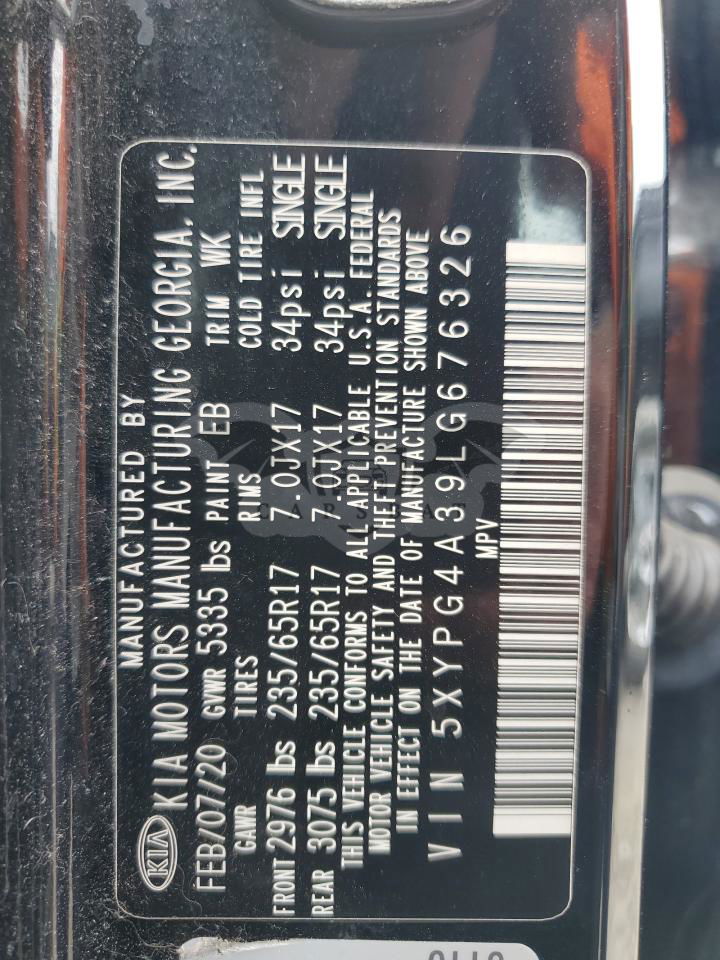 MANUFACTURED BY
KIA KIA MOTORS MANUFACTURING GEORGIA, INC.
FEB/07/20 GVWR 5335 lbs PAINT EB TRIM WK
GAWR TIRES RIMS COLD TIRE INFL
FRONT 2976 lbs 235/65R17 7.0JX17 34psi SINGLE
REAR 3075 lbs 235/65R17 7.0JX17 34psi SINGLE
THIS VEHICLE CONFORMS TO ALL APPLICABLE U.S.A. FEDERAL
MOTOR VEHICLE SAFETY AND THEFT PREVENTION STANDARDS
IN EFFECT ON THE DATE OF MANUFACTURE SHOWN ABOVE
VIN 5XYPG4A39LG676326
MPV